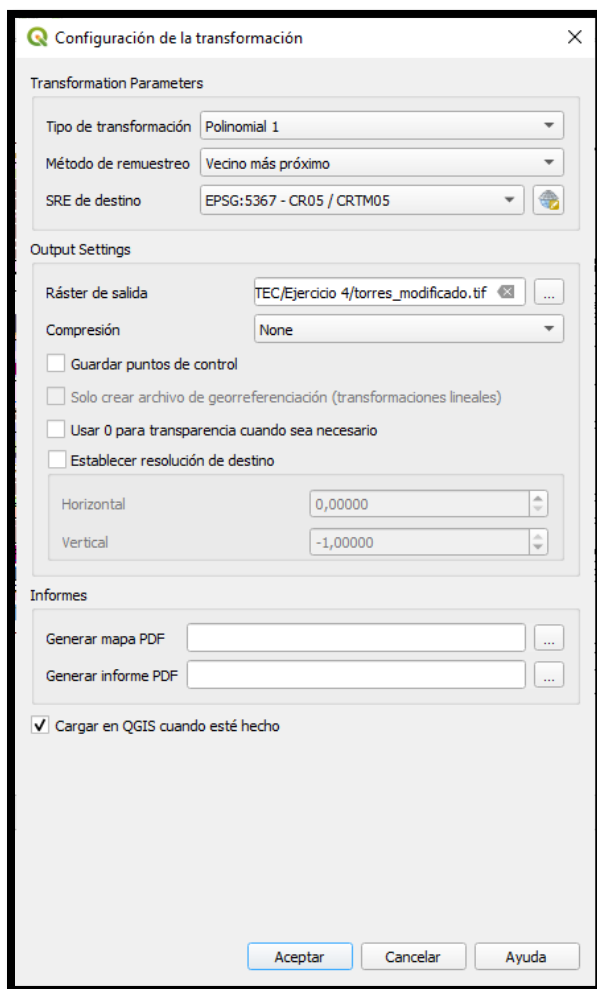 Configuración de la transformación
Transformation Parameters
Tipo de transformación Polinomial 1
Método de remuestreo Vecino más próximo
SRE de destino EPSG:5367 - CR05 / CRTM05
Output Settings
Ráster de salida TEC/Ejercicio 4/torres_modificado.tif ...
Compresión None
Guardar puntos de control
Solo crear archivo de georreferenciación (transformaciones lineales)
Usar 0 para transparencia cuando sea necesario
Establecer resolución de destino
Horizontal 0,00000
Vertical -1,00000
Informes
Generar mapa PDF ...
Generar informe PDF ...
Cargar en QGIS cuando esté hecho
Aceptar Cancelar Ayuda